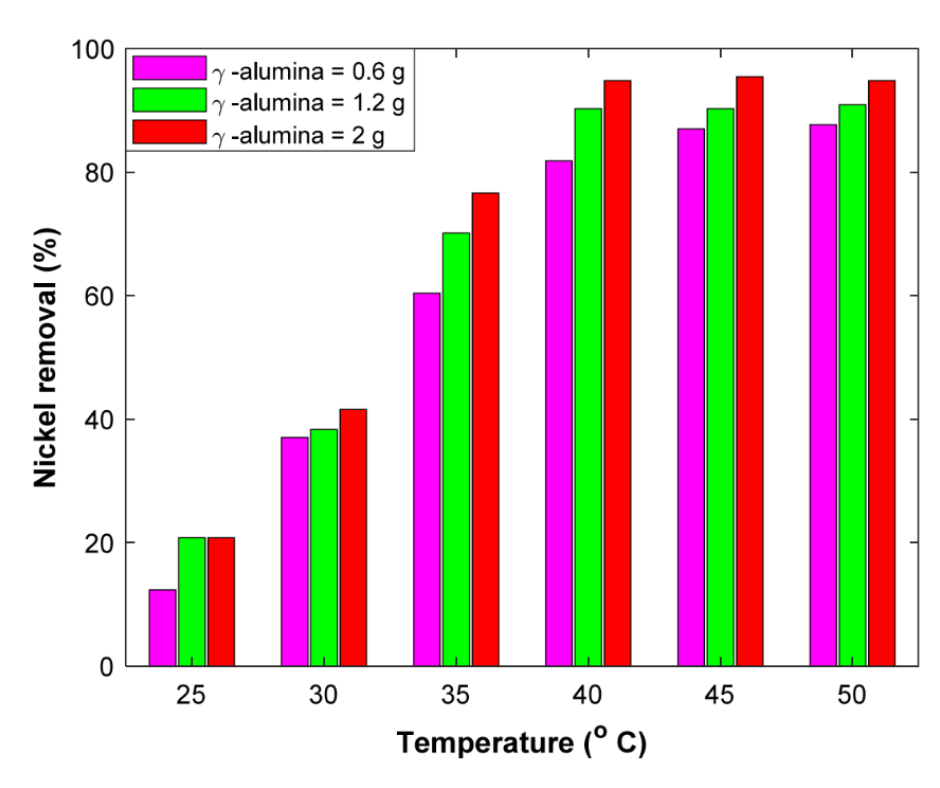 100
80
60
40
20
0
γ -alumina = 0.6 g
γ -alumina = 1.2 g
γ -alumina = 2 g
Nickel removal (%)
25 30 35 40 45 50
Temperature (° C)